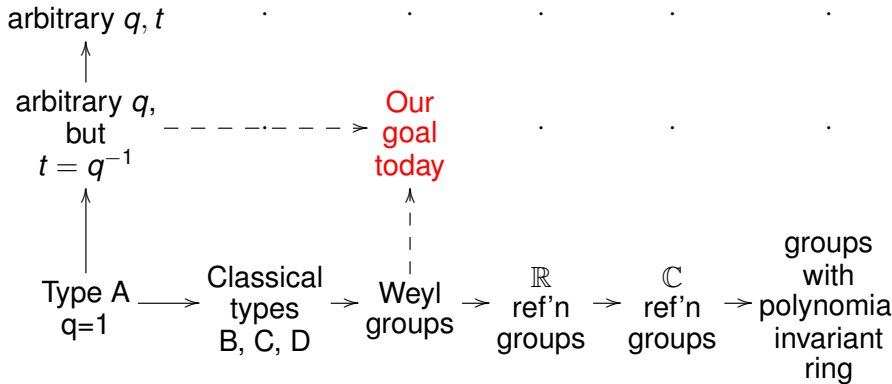 arbitrary q, t
arbitrary q,
but
t = q⁻¹
Our
goal
today
Type A
q=1
Classical
types
B, C, D
Weyl
groups
ℝ
ref'n
groups
ℂ
ref'n
groups
groups
with
polynomia
invariant
ring